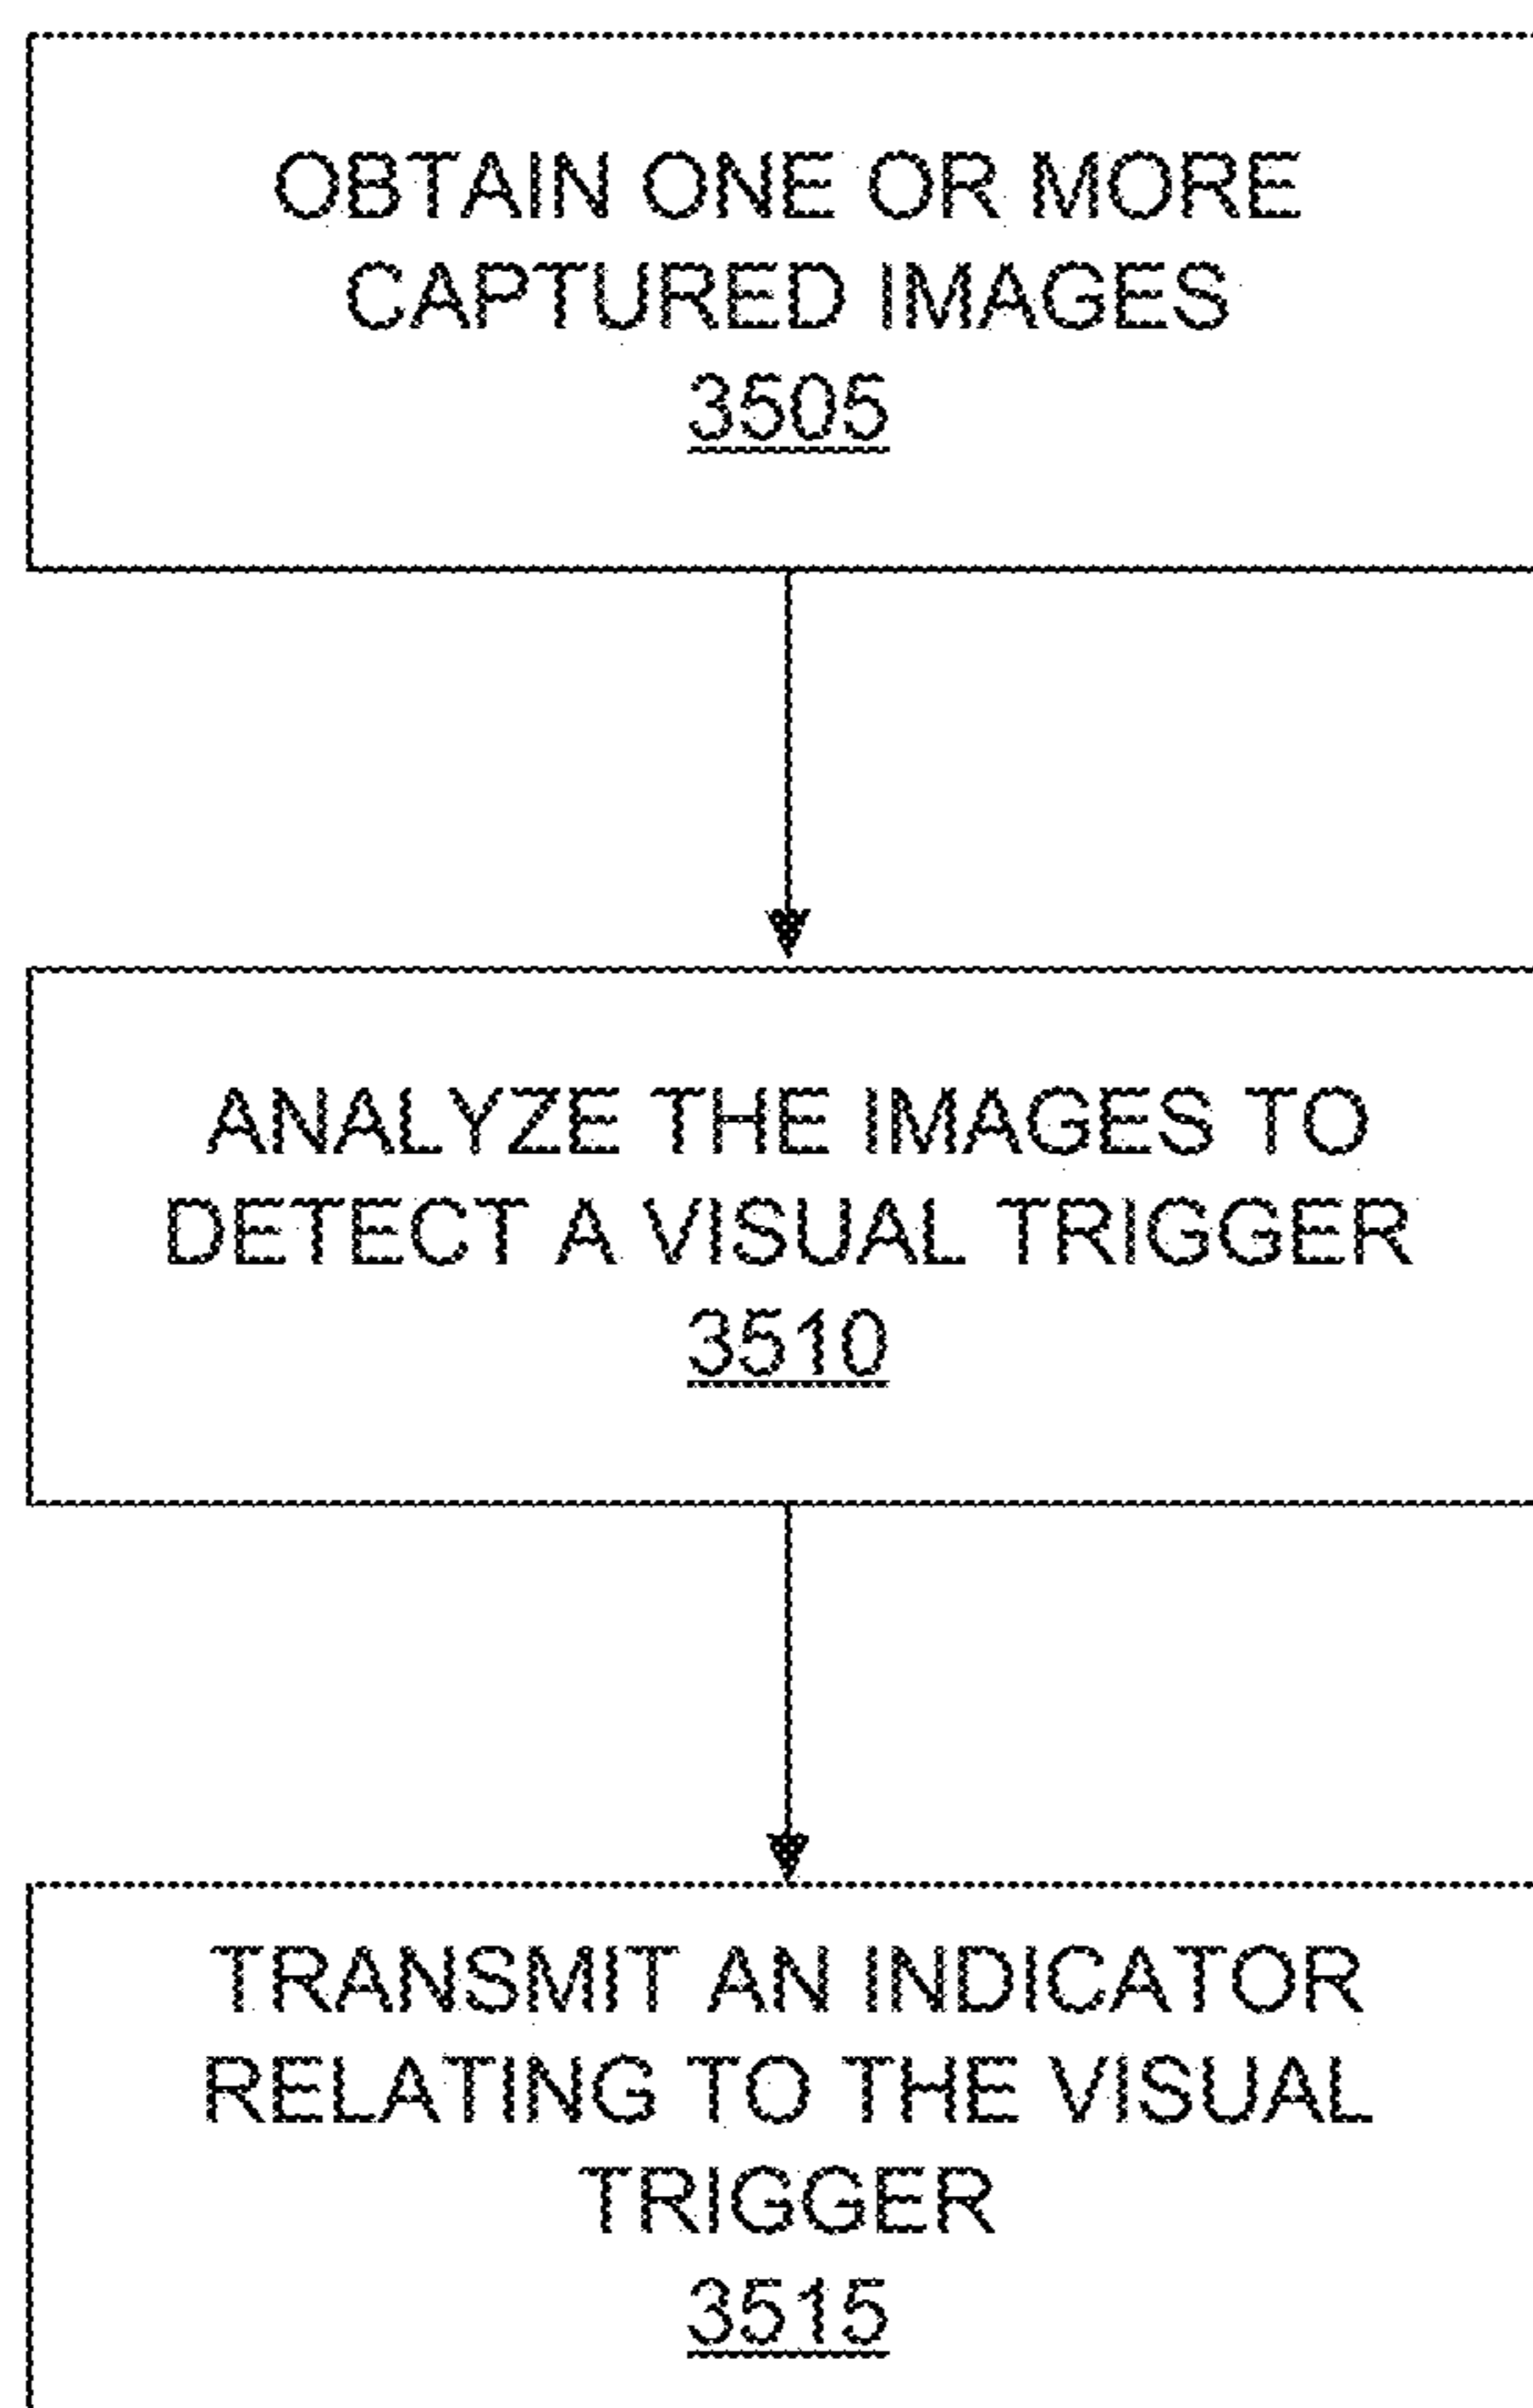 OBTAIN ONE OR MORE
CAPTURED IMAGES
3505
ANALYZE THE IMAGES TO
DETECT A VISUAL TRIGGER
3510
TRANSMIT AN INDICATOR
RELATING TO THE VISUAL
TRIGGER
3515